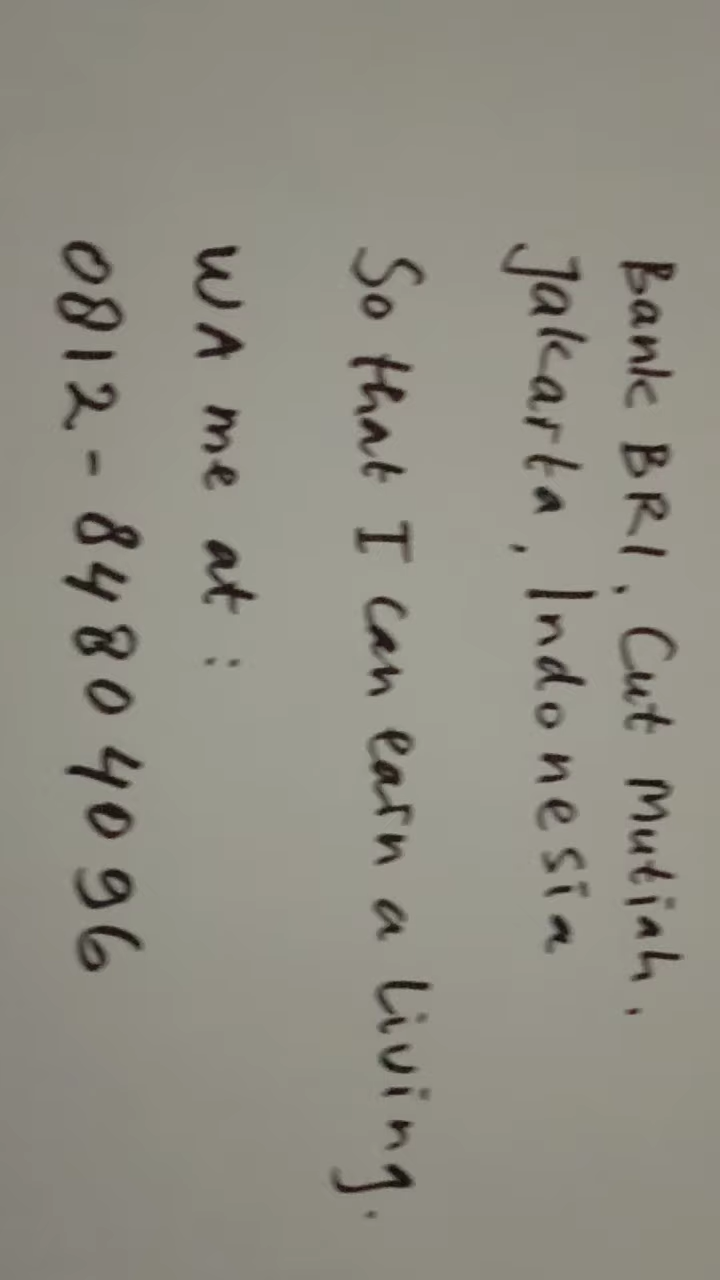 Bank BRI, Cut Mutiah.
Jakarta, Indonesia
So that I can earn a living.
WA me at :
0812-84804096